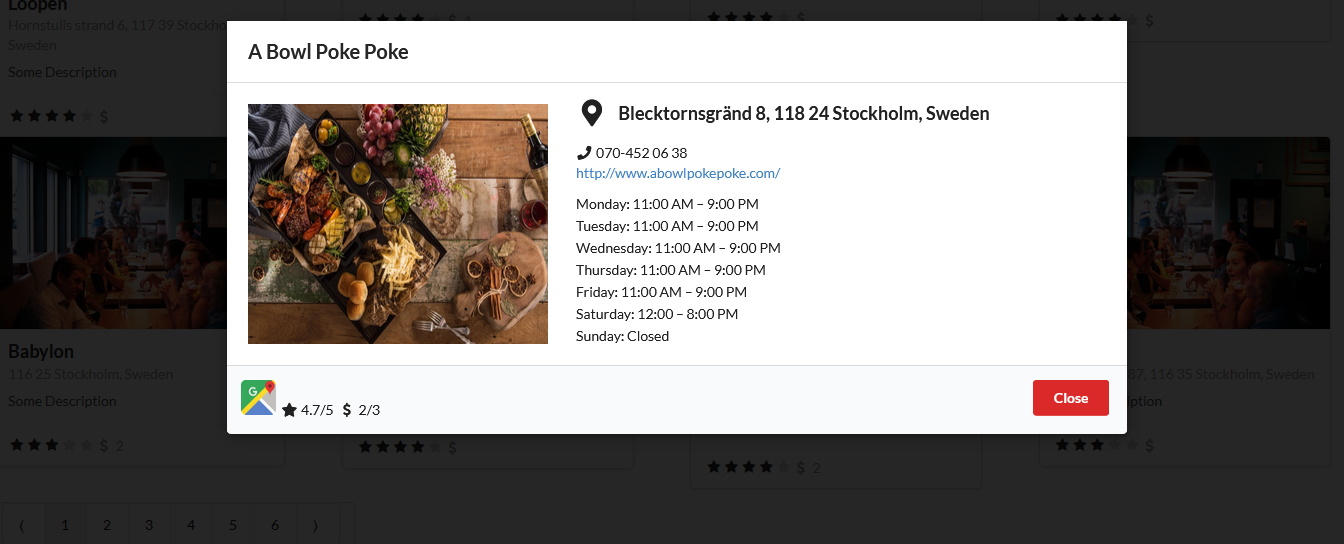 Loopen
Hornstulls strand 6, 117 39 Stockho
Sweden
Some Description
$
$
$
$
A Bowl Poke Poke
Blecktornsgränd 8, 118 24 Stockholm, Sweden
070-452 06 38
http://www.abowlpokepoke.com/
Monday: 11:00 AM – 9:00 PM
Tuesday: 11:00 AM – 9:00 PM
Wednesday: 11:00 AM – 9:00 PM
Thursday: 11:00 AM – 9:00 PM
Friday: 11:00 AM – 9:00 PM
Saturday: 12:00 – 8:00 PM
Sunday: Closed
G
4.7/5 $ 2/3
Close
Babylon
116 25 Stockholm, Sweden
Some Description
$ 2
$
$ 2
87, 116 35 Stockholm, Sweden
iption
$
⟨ 1 2 3 4 5 6 ⟩